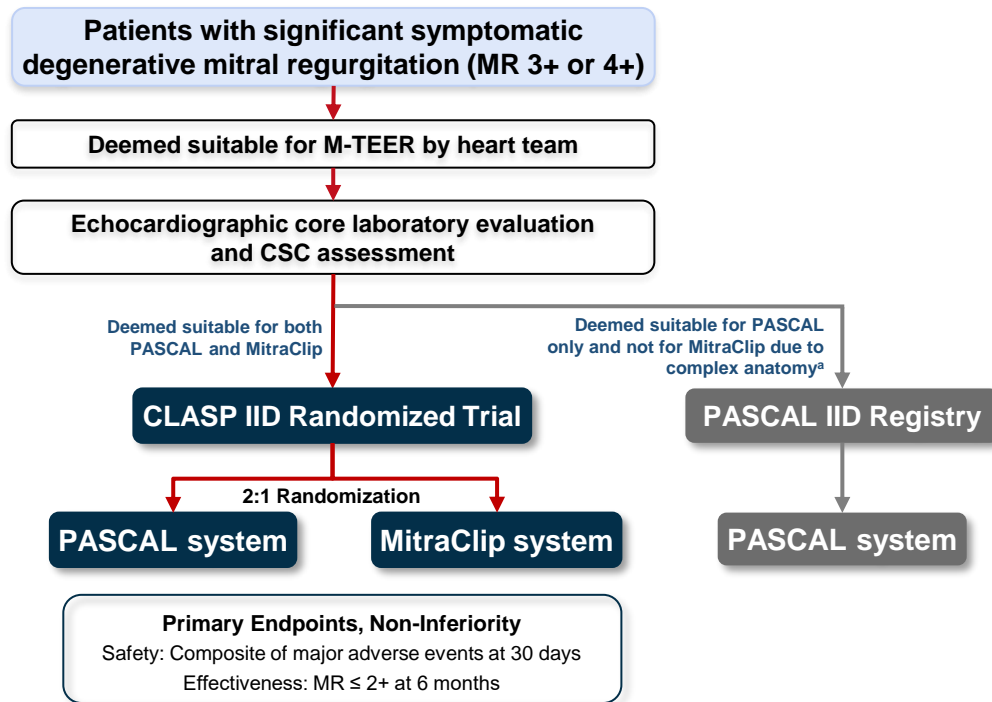 Patients with significant symptomatic
degenerative mitral regurgitation (MR 3+ or 4+)
Deemed suitable for M-TEER by heart team
Echocardiographic core laboratory evaluation
and CSC assessment
Deemed suitable for both
PASCAL and MitraClip
Deemed suitable for PASCAL
only and not for MitraClip due to
complex anatomyᵃ
CLASP IID Randomized Trial
PASCAL IID Registry
2:1 Randomization
PASCAL system
MitraClip system
PASCAL system
Primary Endpoints, Non-Inferiority
Safety: Composite of major adverse events at 30 days
Effectiveness: MR ≤ 2+ at 6 months